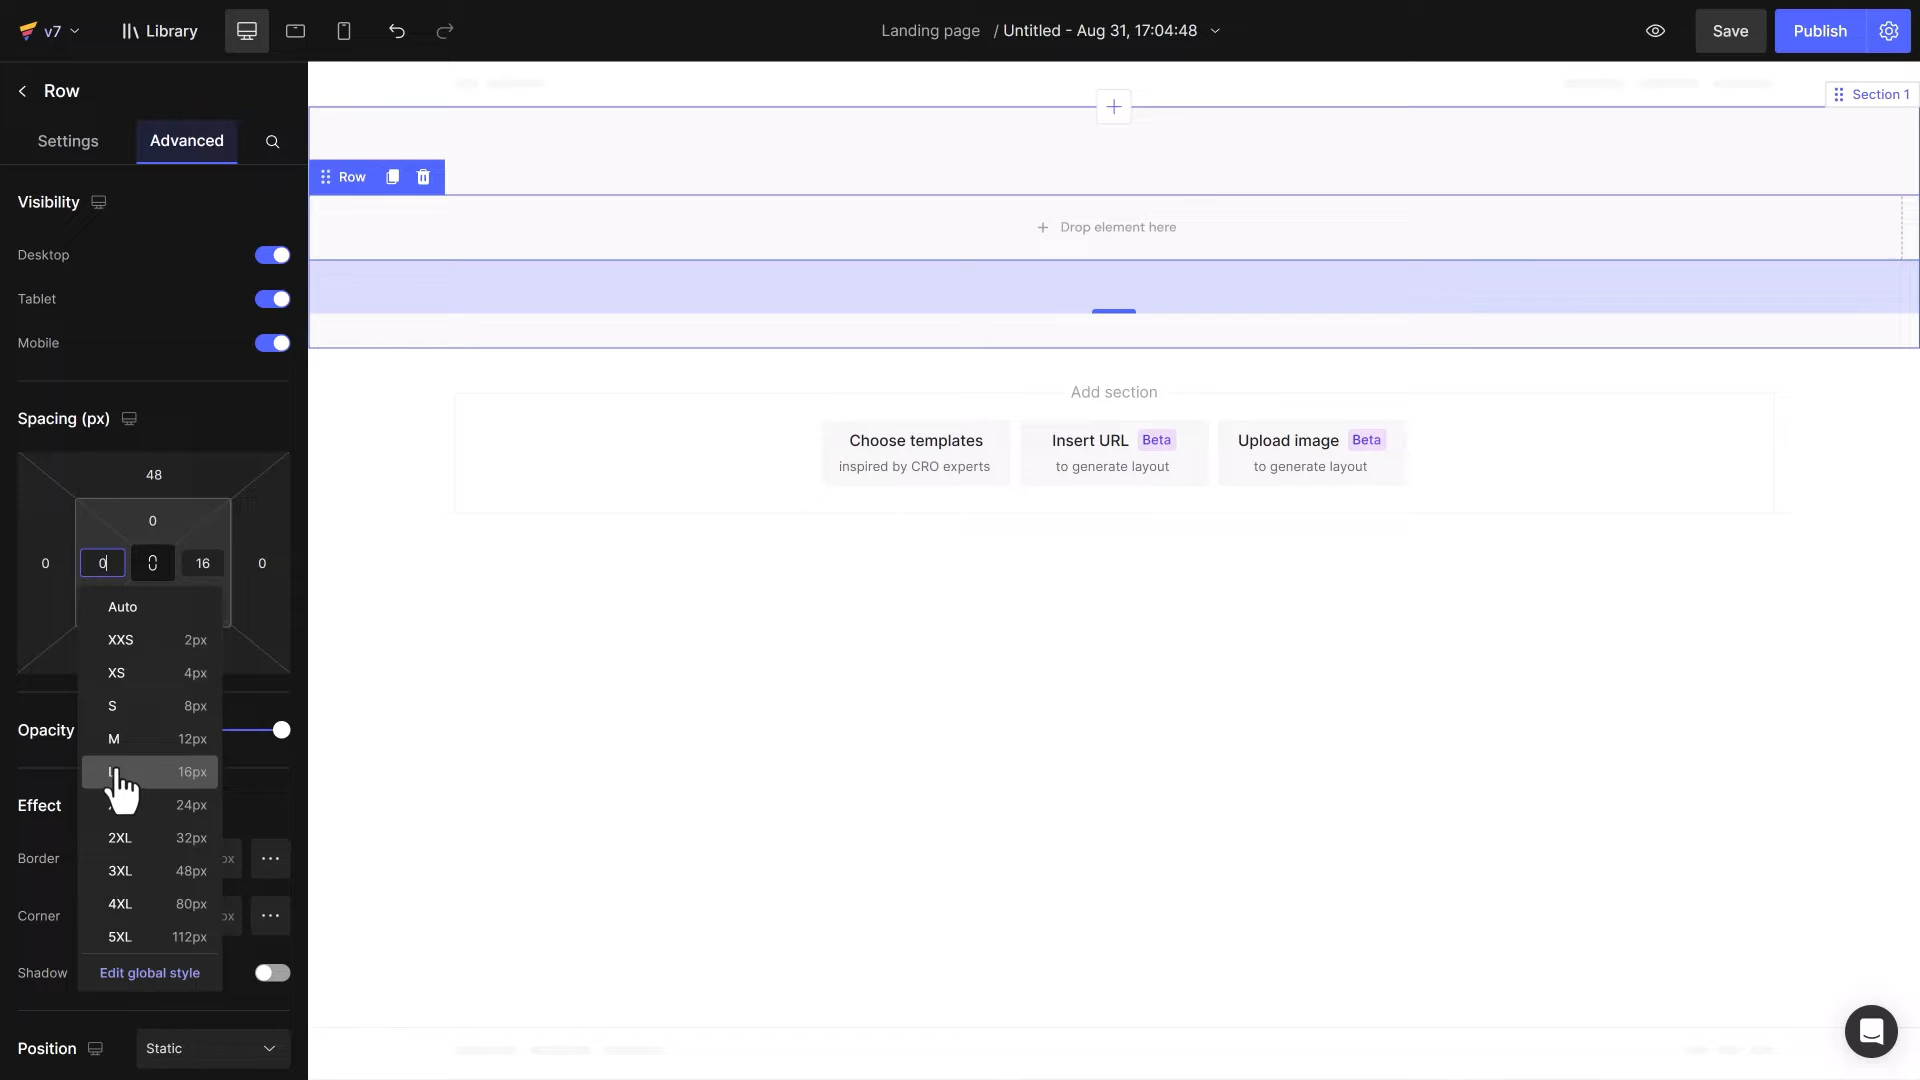 v7
Library
Landing page / Untitled - Aug 31, 17:04:48
Save
Publish
Row
Settings
Advanced
Visibility
Desktop
Tablet
Mobile
Spacing (px)
48
0
0
0
16
0
Auto
XXS 2px
XS 4px
S 8px
M 12px
L 16px
24px
2XL 32px
3XL 48px
4XL 80px
5XL 112px
Edit global style
Opacity
Effect
Border
px
Corner
px
Shadow
Position
Static
Section 1
Row
Drop element here
Add section
Choose templates
inspired by CRO experts
Insert URL Beta
to generate layout
Upload image Beta
to generate layout